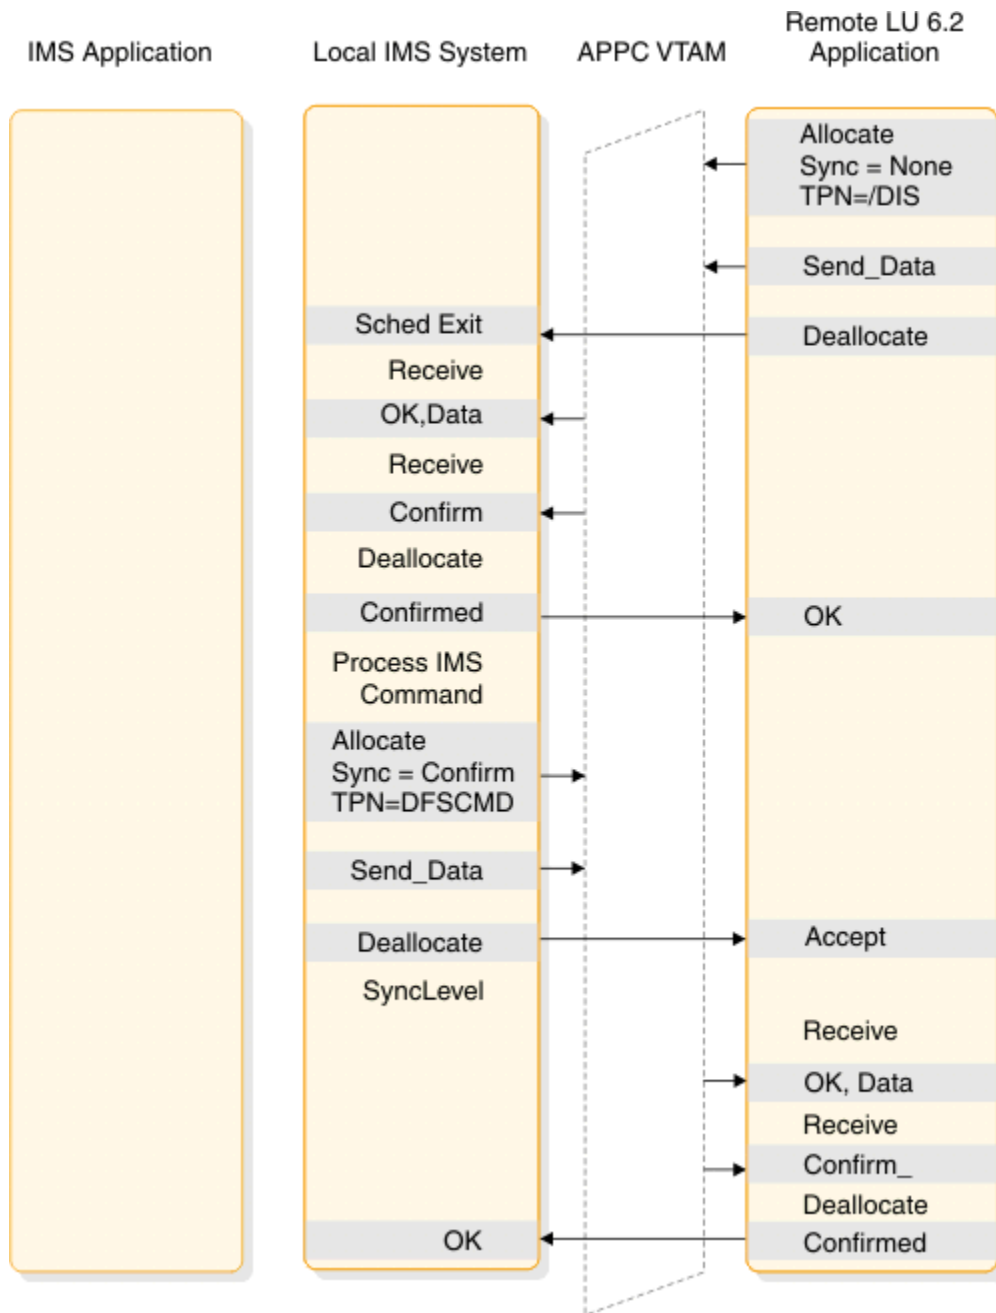 IMS Application
Local IMS System
APPC VTAM
Remote LU 6.2
Application
Allocate
Sync = None
TPN=/DIS
Send_Data
Sched Exit
Deallocate
Receive
OK,Data
Receive
Confirm
Deallocate
Confirmed
OK
Process IMS
Command
Allocate
Sync = Confirm
TPN=DFSCMD
Send_Data
Deallocate
Accept
SyncLevel
Receive
OK, Data
Receive
Confirm_
Deallocate
OK
Confirmed